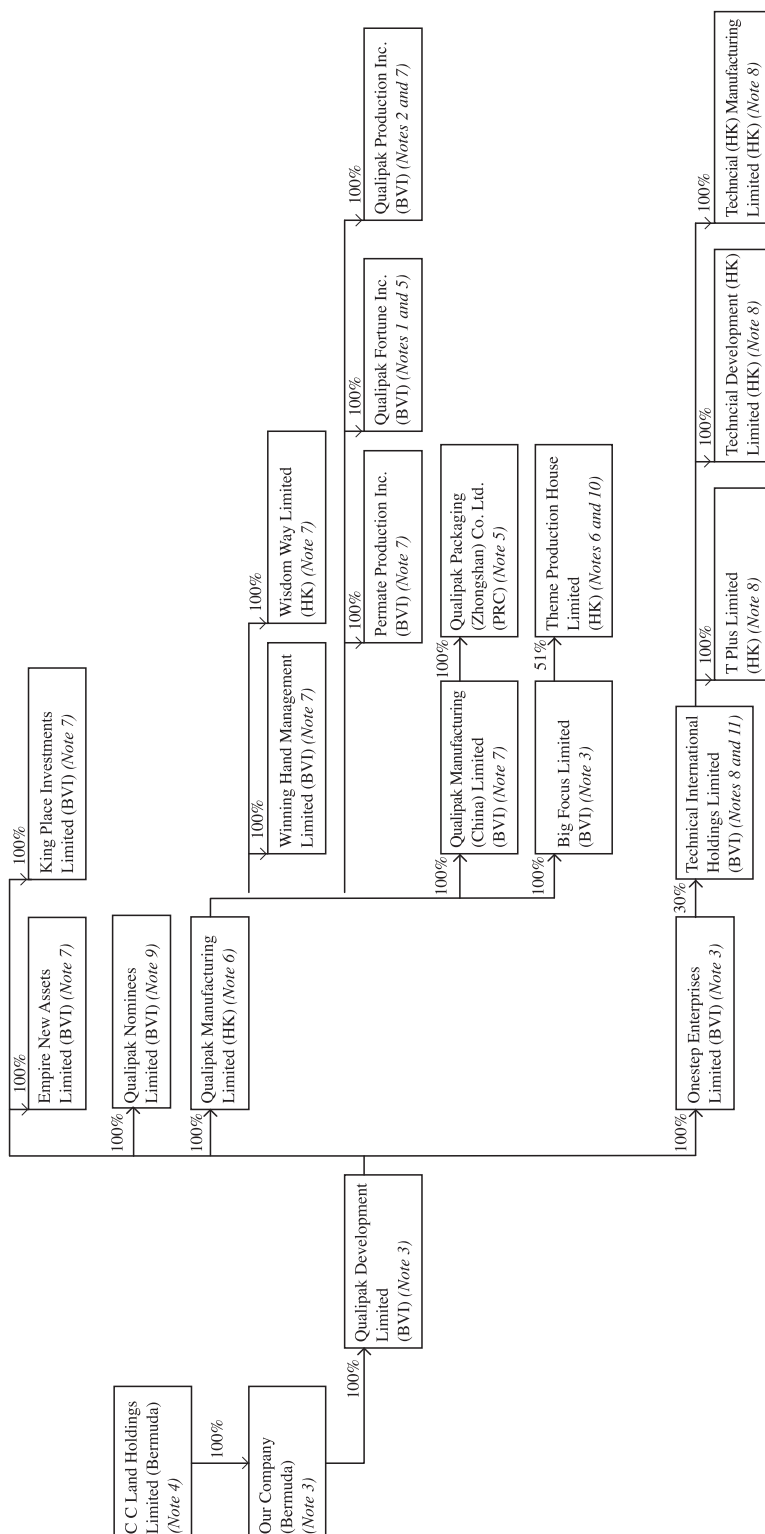 C C Land Holdings
Limited (Bermuda)
(Note 4)
100%
Our Company
(Bermuda)
(Note 3)
100%
Qualipak Development
Limited
(BVI) (Note 3)
100%
Empire New Assets
Limited (BVI) (Note 7)
100%
King Place Investments
Limited (BVI) (Note 7)
100%
Qualipak Nominees
Limited (BVI) (Note 9)
100%
Qualipak Manufacturing
Limited (HK) (Note 6)
100%
Winning Hand Management
Limited (BVI) (Note 7)
100%
Wisdom Way Limited
(HK) (Note 7)
100%
Permate Production Inc.
(BVI) (Note 7)
100%
Qualipak Fortune Inc.
(BVI) (Notes 1 and 5)
100%
Qualipak Production Inc.
(BVI) (Notes 2 and 7)
100%
Qualipak Manufacturing
(China) Limited
(BVI) (Note 7)
100%
Qualipak Packaging
(Zhongshan) Co. Ltd.
(PRC) (Note 5)
100%
Big Focus Limited
(BVI) (Note 3)
51%
Theme Production House
Limited
(HK) (Notes 6 and 10)
100%
Onestep Enterprises
Limited (BVI) (Note 3)
30%
Technical International
Holdings Limited
(BVI) (Notes 8 and 11)
100%
T Plus Limited
(HK) (Note 8)
100%
Techncial Development (HK)
Limited (HK) (Note 8)
100%
Techncial (HK) Manufacturing
Limited (HK) (Note 8)